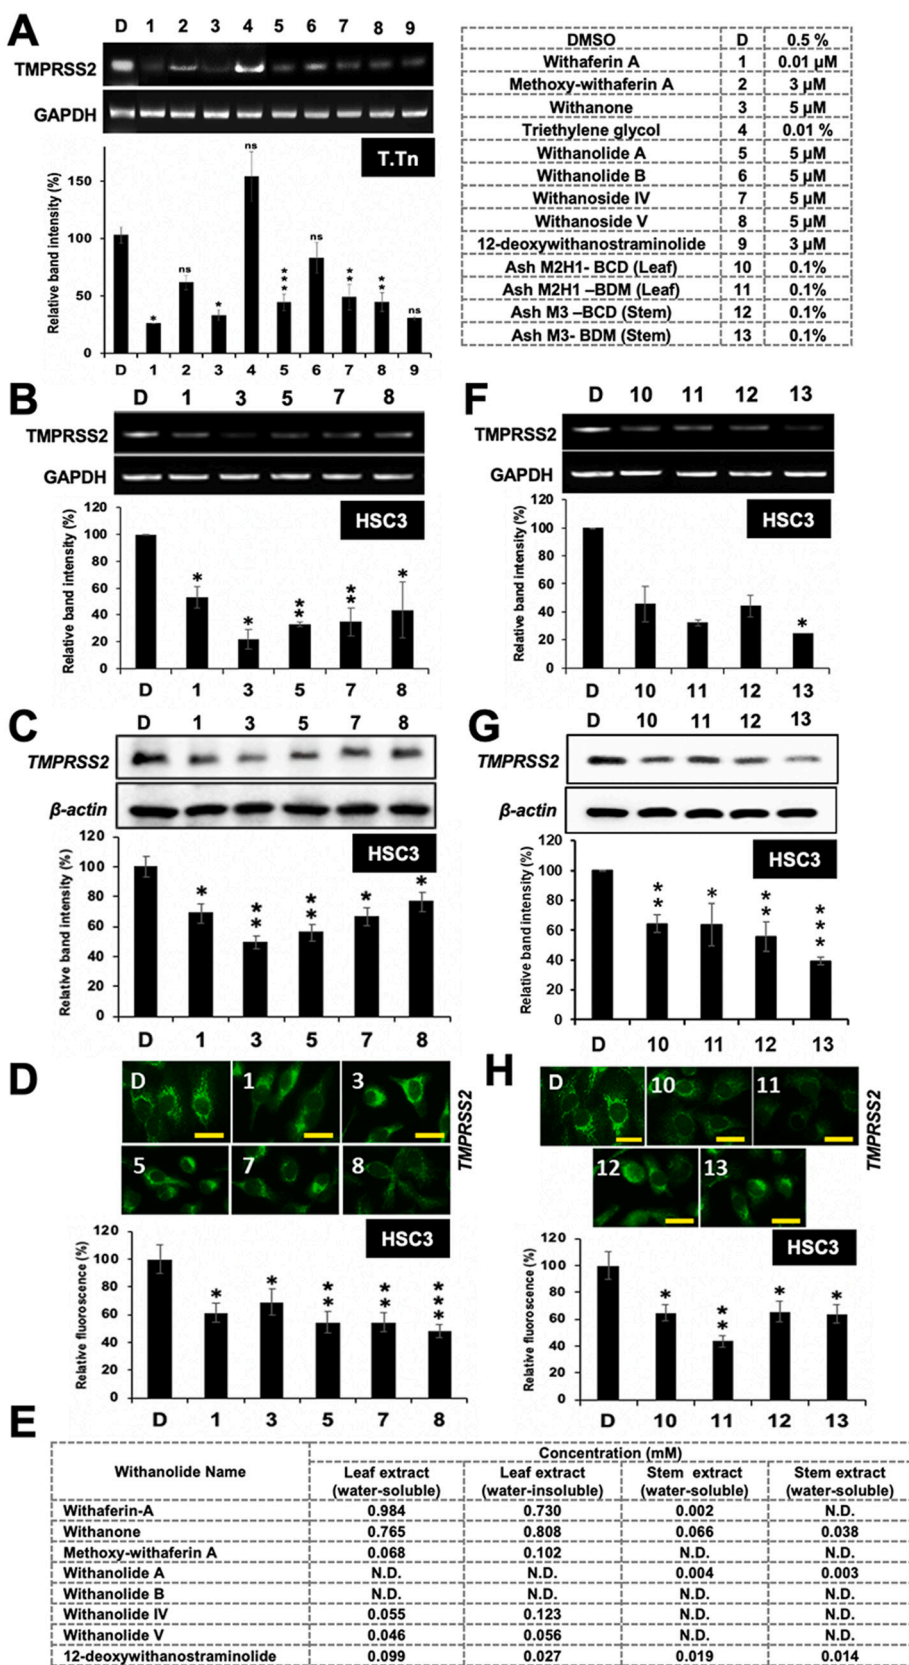 A
D 1 2 3 4 5 6 7 8 9
TMPRSS2
GAPDH
T.Tn
Relative band intensity (%)
150
100
50
0
* ns * ns *** ns ** ** ns
D 1 2 3 4 5 6 7 8 9
DMSO D 0.5 %
Withaferin A 1 0.01 μM
Methoxy-withaferin A 2 3 μM
Withanone 3 5 μM
Triethylene glycol 4 0.01 %
Withanolide A 5 5 μM
Withanolide B 6 5 μM
Withanoside IV 7 5 μM
Withanoside V 8 5 μM
12-deoxywithanostraminolide 9 3 μM
Ash M2H1- BCD (Leaf) 10 0.1%
Ash M2H1 –BDM (Leaf) 11 0.1%
Ash M3 –BCD (Stem) 12 0.1%
Ash M3- BDM (Stem) 13 0.1%
B
D 1 3 5 7 8
TMPRSS2
GAPDH
HSC3
Relative band intensity (%)
120
100
80
60
40
20
0
* * ** ** *
D 1 3 5 7 8
F
D 10 11 12 13
TMPRSS2
GAPDH
HSC3
Relative band intensity (%)
120
100
80
60
40
20
0
*
D 10 11 12 13
C
D 1 3 5 7 8
TMPRSS2
β-actin
HSC3
Relative band intensity (%)
120
100
80
60
40
20
0
* ** ** * *
D 1 3 5 7 8
G
D 10 11 12 13
TMPRSS2
β-actin
HSC3
Relative band intensity (%)
120
100
80
60
40
20
0
** * ** ***
D 10 11 12 13
D
D 1 3
5 7 8
TMPRSS2
HSC3
Relative fluoroscence (%)
120
100
80
60
40
20
0
* * ** ** ***
D 1 3 5 7 8
H
D 10 11
12 13
TMPRSS2
HSC3
Relative fluoroscence (%)
120
100
80
60
40
20
0
* ** * *
D 10 11 12 13
E
Withanolide Name
Concentration (mM)
Leaf extract (water-soluble)
Leaf extract (water-insoluble)
Stem extract (water-soluble)
Stem extract (water-soluble)
Withaferin-A 0.984 0.730 0.002 N.D.
Withanone 0.765 0.808 0.066 0.038
Methoxy-withaferin A 0.068 0.102 N.D. N.D.
Withanolide A N.D. N.D. 0.004 0.003
Withanolide B N.D. N.D. N.D. N.D.
Withanolide IV 0.055 0.123 N.D. N.D.
Withanolide V 0.046 0.056 N.D. N.D.
12-deoxywithanostraminolide 0.099 0.027 0.019 0.014